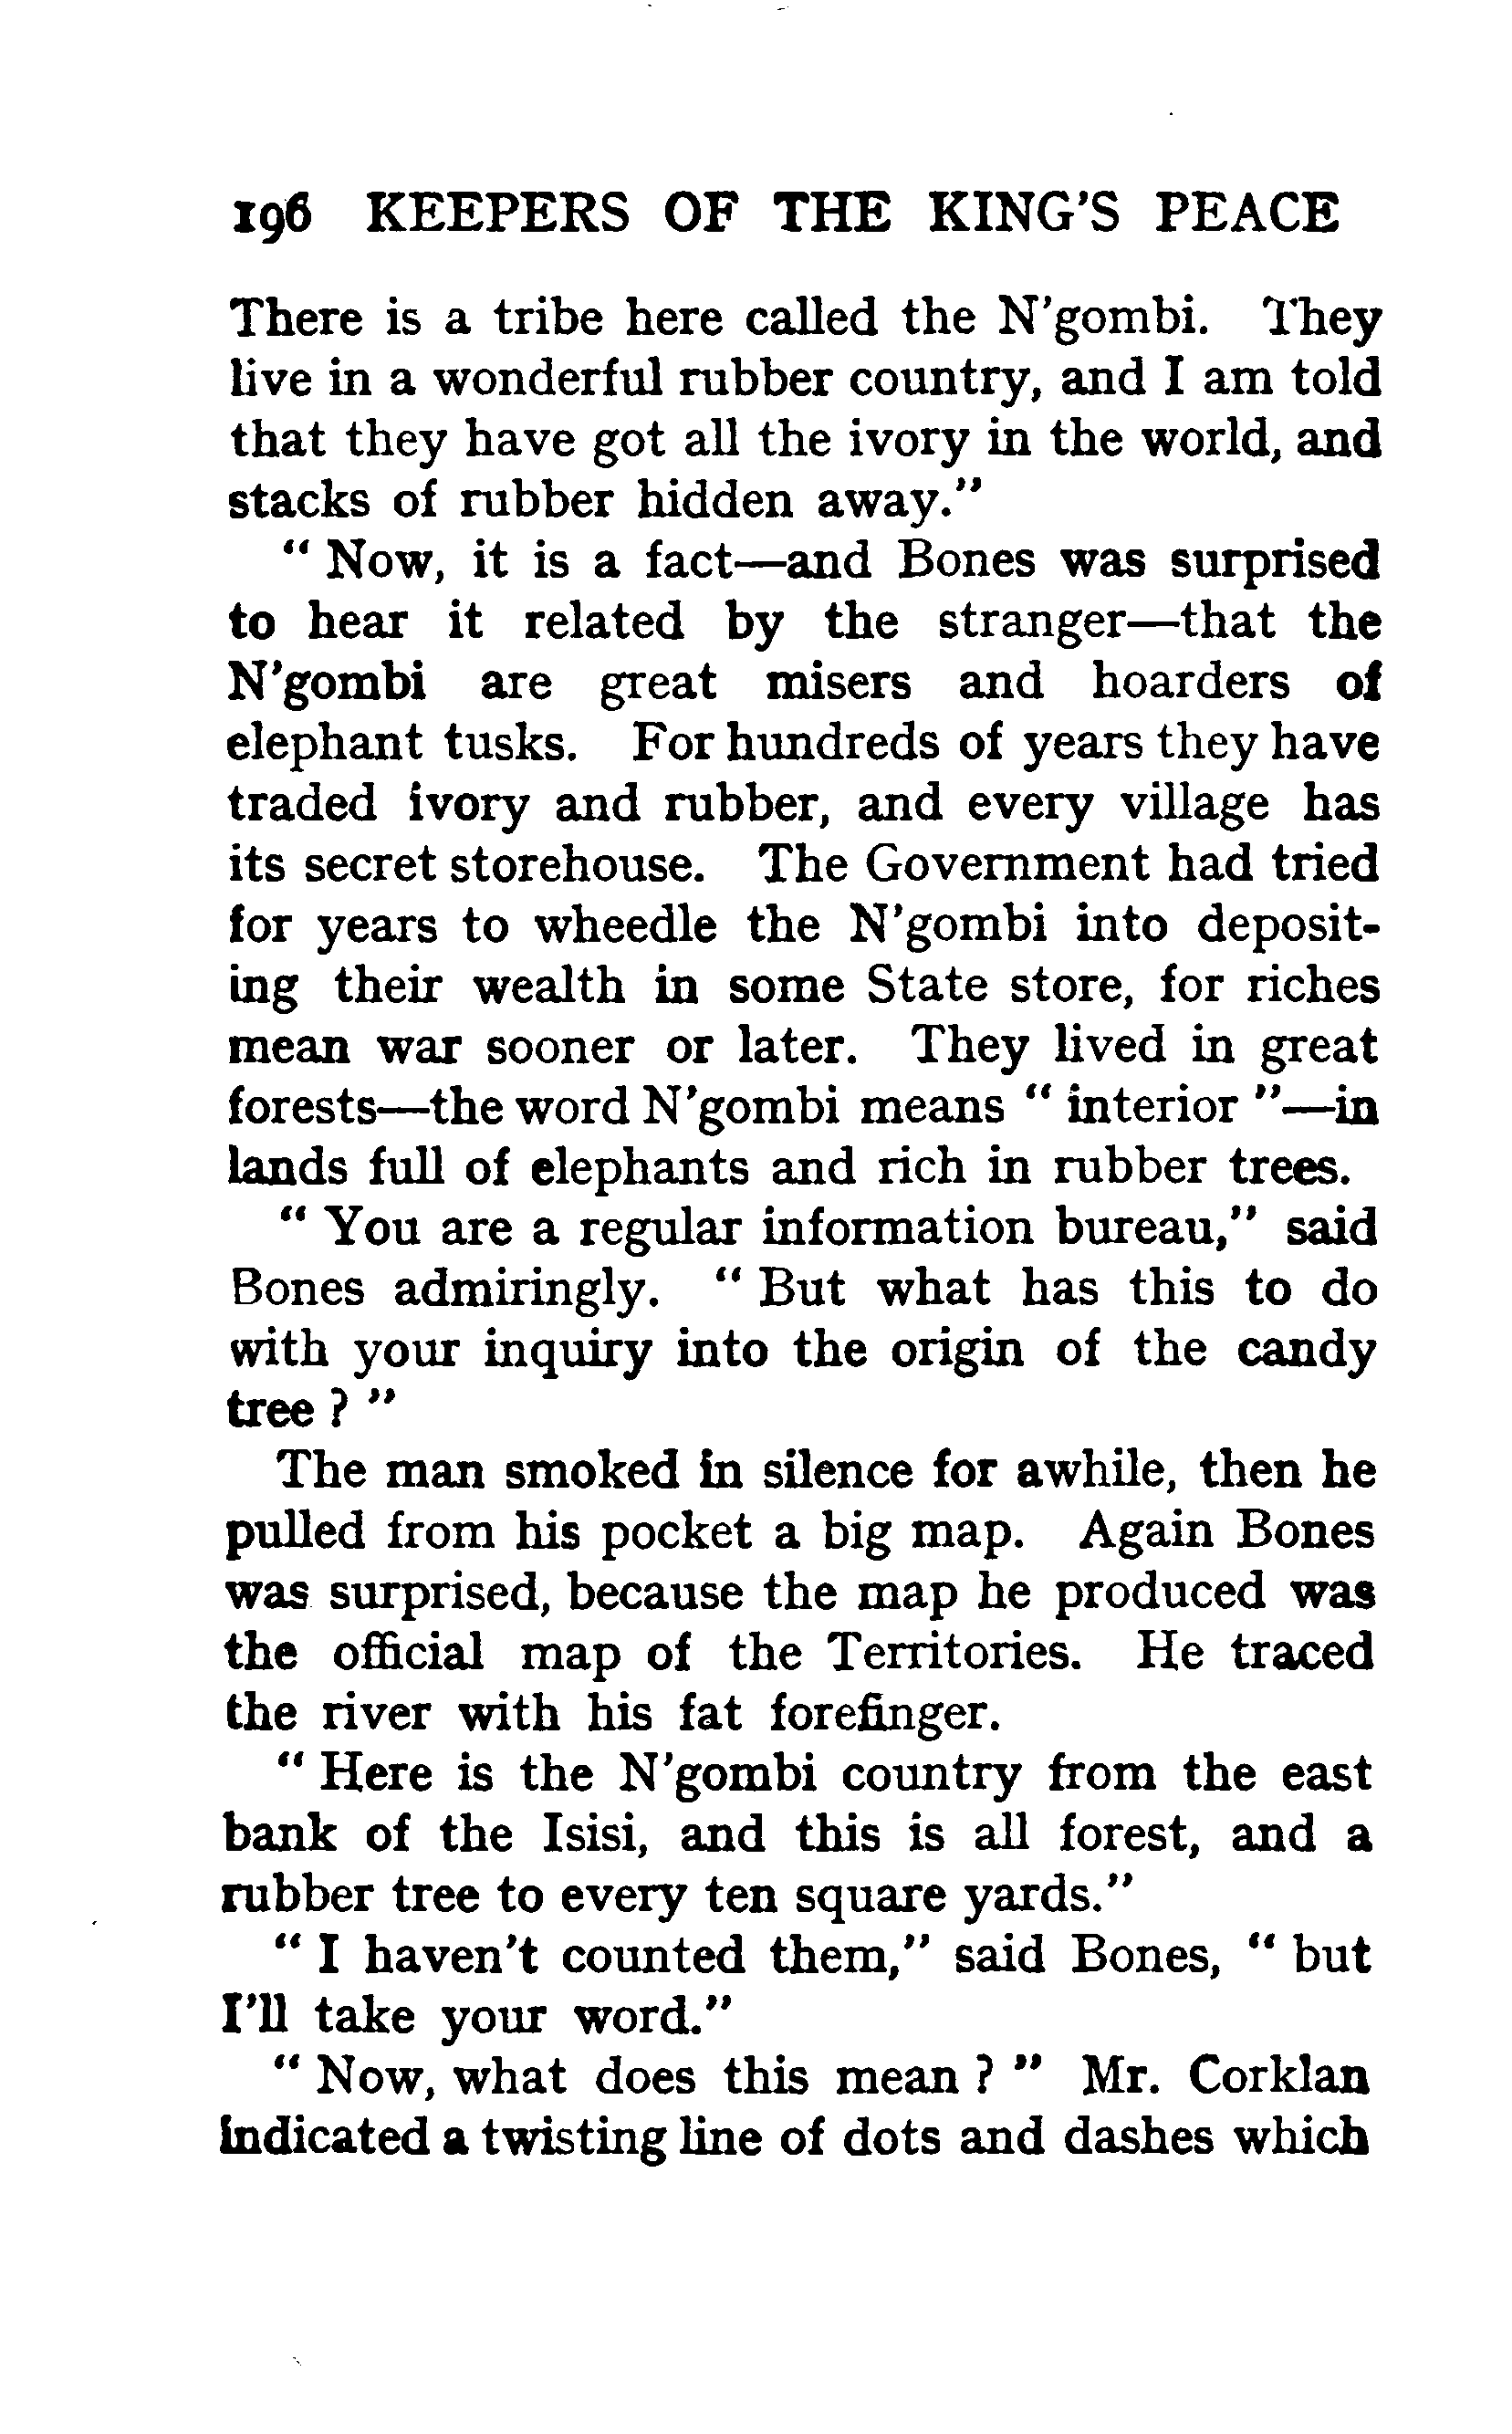 196 KEEPERS OF THE KING'S PEACE
There is a tribe here called the N'gombi. They
live in a wonderful rubber country, and I am told
that they have got all the ivory in the world, and
stacks of rubber hidden away."
" Now, it is a fact—and Bones was surprised
to hear it related by the stranger—that the
N'gombi are great misers and hoarders of
elephant tusks. For hundreds of years they have
traded ivory and rubber, and every village has
its secret storehouse. The Government had tried
for years to wheedle the N'gombi into deposit-
ing their wealth in some State store, for riches
mean war sooner or later. They lived in great
forests—the word N'gombi means " interior "—in
lands full of elephants and rich in rubber trees.
" You are a regular information bureau," said
Bones admiringly. " But what has this to do
with your inquiry into the origin of the candy
tree ? "
The man smoked in silence for awhile, then he
pulled from his pocket a big map. Again Bones
was surprised, because the map he produced was
the official map of the Territories. He traced
the river with his fat forefinger.
" Here is the N'gombi country from the east
bank of the Isisi, and this is all forest, and a
rubber tree to every ten square yards."
" I haven't counted them," said Bones, " but
I'll take your word."
" Now, what does this mean ? " Mr. Corklan
indicated a twisting line of dots and dashes which